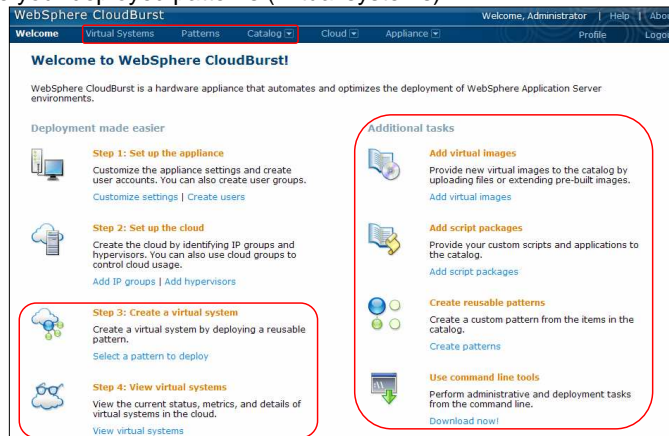 your deployed patterns (virtual systems)
WebSphere CloudBurst
Welcome, Administrator | Help | Abou
Welcome Virtual Systems Patterns Catalog Cloud Appliance Profile Logou
Welcome to WebSphere CloudBurst!
WebSphere CloudBurst is a hardware appliance that automates and optimizes the deployment of WebSphere Application Server
environments.
Deployment made easier
Step 1: Set up the appliance
Customize the appliance settings and create
user accounts. You can also create user groups.
Customize settings | Create users
Step 2: Set up the cloud
Create the cloud by identifying IP groups and
hypervisors. You can also use cloud groups to
control cloud usage.
Add IP groups | Add hypervisors
Step 3: Create a virtual system
Create a virtual system by deploying a reusable
pattern.
Select a pattern to deploy
Step 4: View virtual systems
View the current status, metrics, and details of
virtual systems in the cloud.
View virtual systems
Additional tasks
Add virtual images
Provide new virtual images to the catalog by
uploading files or extending pre-built images.
Add virtual images
Add script packages
Provide your custom scripts and applications to
the catalog.
Add script packages
Create reusable patterns
Create a custom pattern from the items in the
catalog.
Create patterns
Use command line tools
Perform administrative and deployment tasks
from the command line.
Download now!